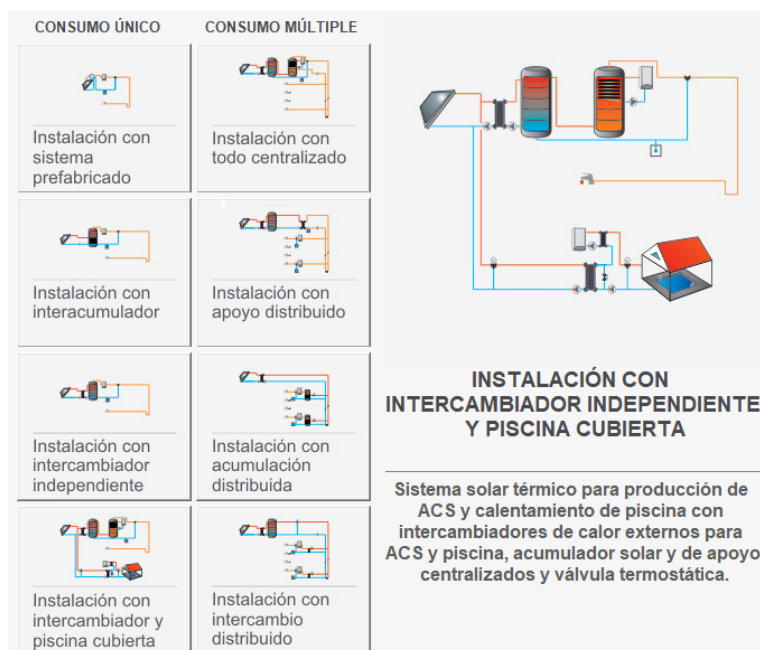 CONSUMO ÚNICO
CONSUMO MÚLTIPLE
Instalación con
sistema
prefabricado
Instalación con
todo centralizado
Instalación con
interacumulador
Instalación con
apoyo distribuido
Instalación con
intercambiador
independiente
Instalación con
acumulación
distribuida
Instalación con
intercambiador y
piscina cubierta
Instalación con
intercambio
distribuido
INSTALACIÓN CON
INTERCAMBIADOR INDEPENDIENTE
Y PISCINA CUBIERTA
Sistema solar térmico para producción de
ACS y calentamiento de piscina con
intercambiadores de calor externos para
ACS y piscina, acumulador solar y de apoyo
centralizados y válvula termostática.